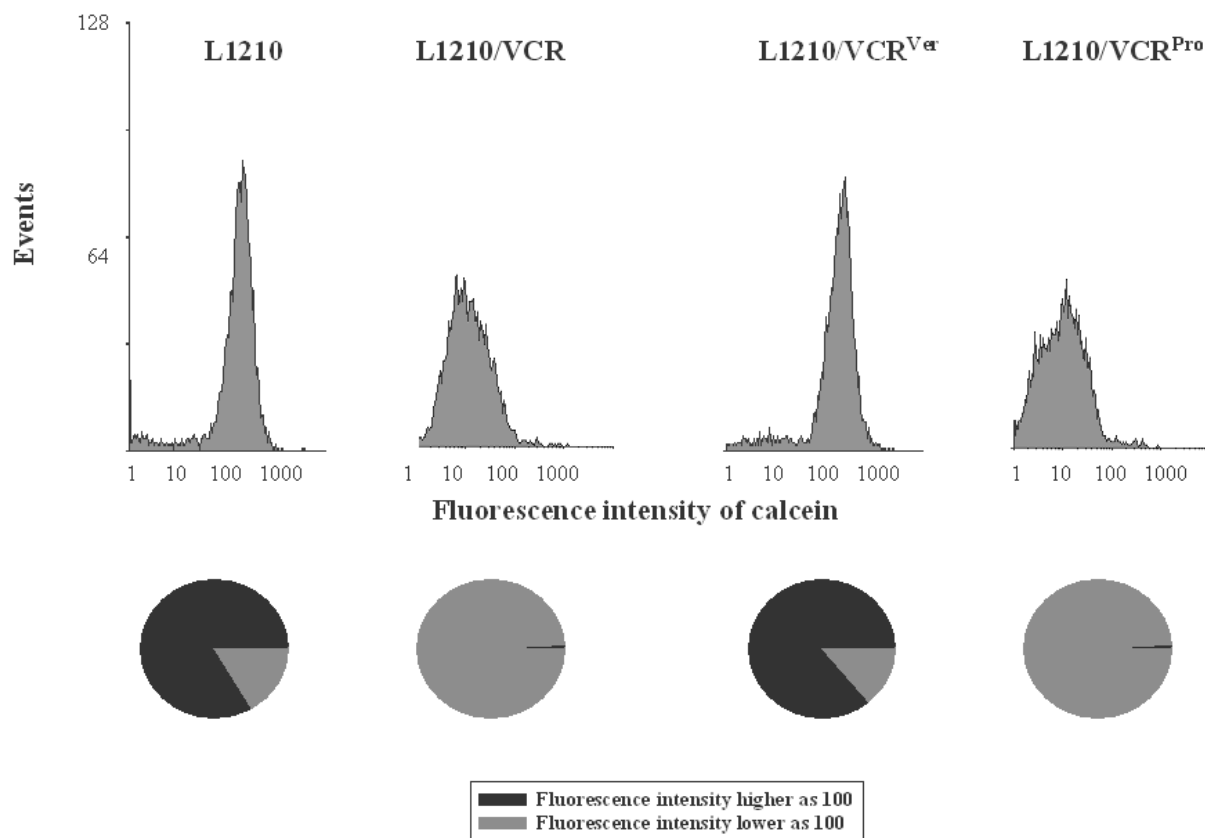 128
L1210 L1210/VCR L1210/VCR^Ver L1210/VCR^Pro
Events
64
1 10 100 1000 1 10 100 1000 1 10 100 1000 1 10 100 1000
Fluorescence intensity of calcein
Fluorescence intensity higher as 100
Fluorescence intensity lower as 100